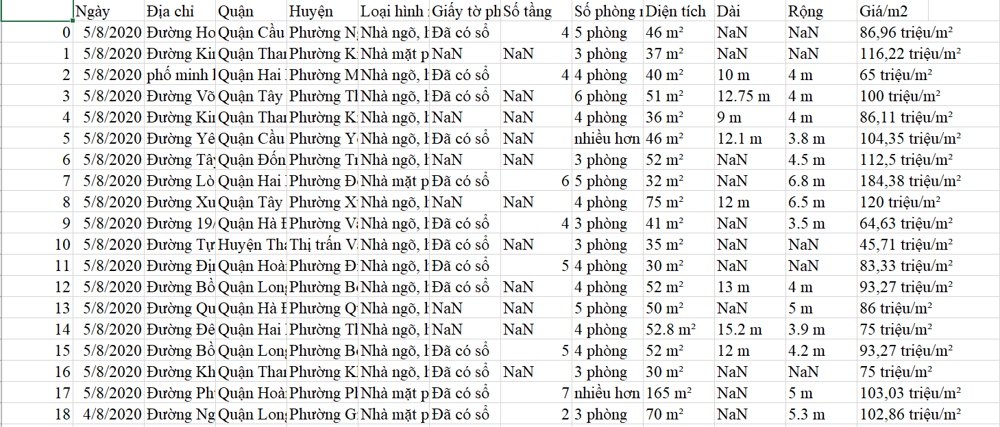 Ngày Địa chỉ Quận Huyện Loại hình Giấy tờ ph Số tầng Số phòng Diện tích Dài Rộng Giá/m2
0 5/8/2020 Đường Ho Quận Cầu Phường N Nhà ngõ, h Đã có sổ 4 5 phòng 46 m² NaN NaN 86,96 triệu/m²
1 5/8/2020 Đường Kin Quận Than Phường K Nhà mặt p NaN NaN 3 phòng 37 m² NaN NaN 116,22 triệu/m²
2 5/8/2020 phố minh Quận Hai Phường M Nhà ngõ, h Đã có sổ 4 4 phòng 40 m² 10 m 4 m 65 triệu/m²
3 5/8/2020 Đường Võ Quận Tây Phường Th Nhà ngõ, h Đã có sổ NaN 6 phòng 51 m² 12.75 m 4 m 100 triệu/m²
4 5/8/2020 Đường Kin Quận Than Phường K Nhà ngõ, h NaN NaN 4 phòng 36 m² 9 m 4 m 86,11 triệu/m²
5 5/8/2020 Đường Yê Quận Cầu Phường Y Nhà ngõ, h Đã có sổ NaN nhiều hơn 46 m² 12.1 m 3.8 m 104,35 triệu/m²
6 5/8/2020 Đường Tây Quận Đốn Phường Tr Nhà ngõ, h NaN NaN 3 phòng 52 m² NaN 4.5 m 112,5 triệu/m²
7 5/8/2020 Đường Lò Quận Hai Phường Đ Nhà mặt p Đã có sổ 6 5 phòng 32 m² NaN 6.8 m 184,38 triệu/m²
8 5/8/2020 Đường Xu Quận Tây Phường X Nhà ngõ, h NaN NaN 4 phòng 75 m² 12 m 6.5 m 120 triệu/m²
9 5/8/2020 Đường 19/ Quận Hà Đ Phường Vă Nhà ngõ, h Đã có sổ 4 3 phòng 41 m² NaN 3.5 m 64,63 triệu/m²
10 5/8/2020 Đường Tự Huyện Tha Thị trấn V Nhà ngõ, h Đã có sổ NaN 3 phòng 35 m² NaN NaN 45,71 triệu/m²
11 5/8/2020 Đường Địn Quận Hoà Phường Đ Nhà ngõ, h Đã có sổ 5 4 phòng 30 m² NaN NaN 83,33 triệu/m²
12 5/8/2020 Đường Bồ Quận Long Phường Bồ Nhà ngõ, h Đã có sổ NaN 4 phòng 52 m² 13 m 4 m 93,27 triệu/m²
13 5/8/2020 Đường Qu Quận Hà Đ Phường Q Nhà ngõ, h NaN NaN 5 phòng 50 m² NaN 5 m 86 triệu/m²
14 5/8/2020 Đường Đê Quận Hai Phường Th Nhà ngõ, h NaN NaN 4 phòng 52.8 m² 15.2 m 3.9 m 75 triệu/m²
15 5/8/2020 Đường Bồ Quận Long Phường Bồ Nhà ngõ, h Đã có sổ 5 4 phòng 52 m² 12 m 4.2 m 93,27 triệu/m²
16 5/8/2020 Đường Kh Quận Than Phường K Nhà ngõ, h Đã có sổ NaN 3 phòng 30 m² NaN NaN 75 triệu/m²
17 5/8/2020 Đường Ph Quận Hoà Phường Ph Nhà mặt p Đã có sổ 7 nhiều hơn 165 m² NaN 5 m 103,03 triệu/m²
18 4/8/2020 Đường Ng Quận Long Phường G Nhà mặt p Đã có sổ 2 3 phòng 70 m² NaN 5.3 m 102,86 triệu/m²